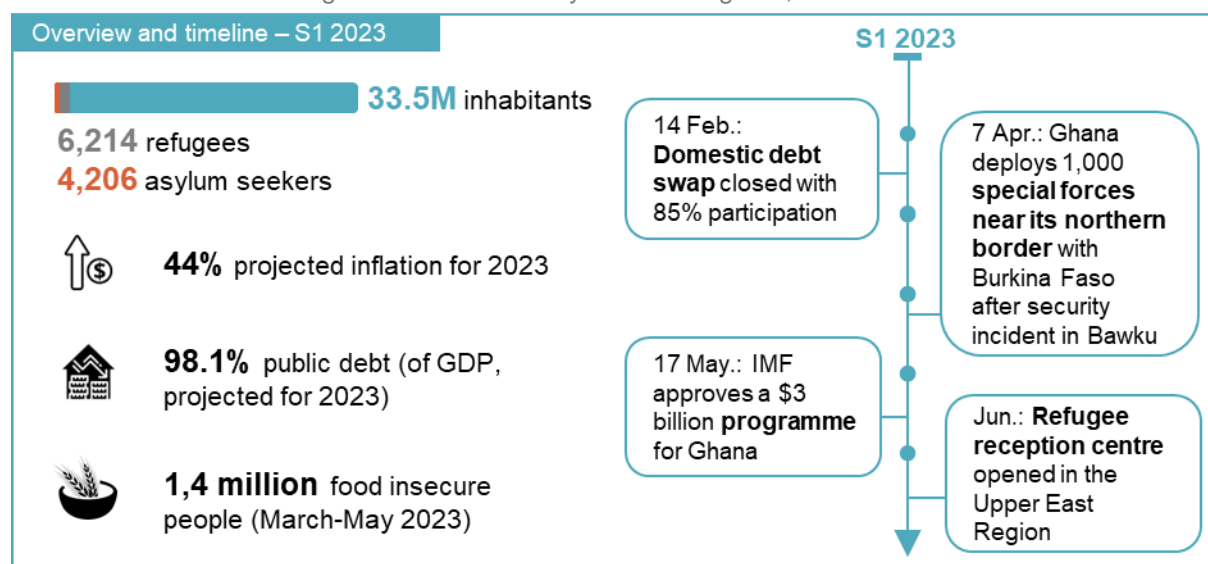 Overview and timeline – S1 2023
33.5M inhabitants
6,214 refugees
4,206 asylum seekers
44% projected inflation for 2023
98.1% public debt (of GDP,
projected for 2023)
1,4 million food insecure
people (March-May 2023)
S1 2023
14 Feb.:
Domestic debt
swap closed with
85% participation
7 Apr.: Ghana
deploys 1,000
special forces
near its northern
border with
Burkina Faso
after security
incident in Bawku
17 May.: IMF
approves a $3
billion programme
for Ghana
Jun.: Refugee
reception centre
opened in the
Upper East
Region